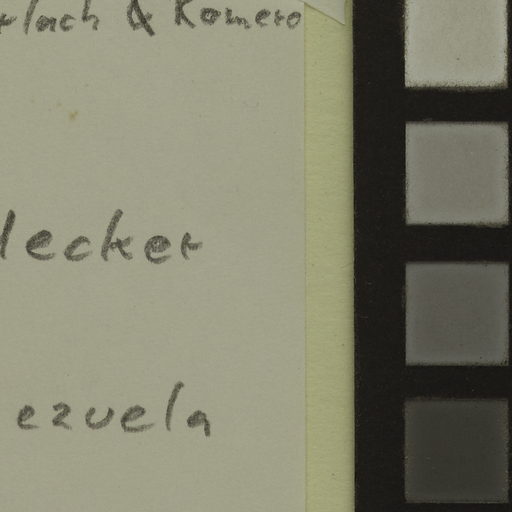 rlach & Romero
lecker
ezuela